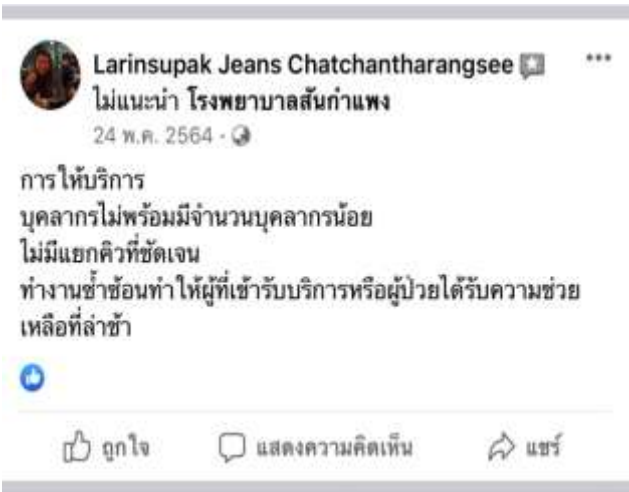 Larinsupak Jeans Chatchantharangsee
ไม่แนะนำ โรงพยาบาลสันกำแพง
24 พ.ค. 2564 ·
การให้บริการ
บุคลากรไม่พร้อมมีจำนวนบุคลากรน้อย
ไม่มีแยกคิวที่ชัดเจน
ทำงานซ้ำซ้อนทำให้ผู้ที่เข้ารับบริการหรือผู้ป่วยได้รับความช่วย
เหลือที่ล่าช้า
ถูกใจ แสดงความคิดเห็น แชร์